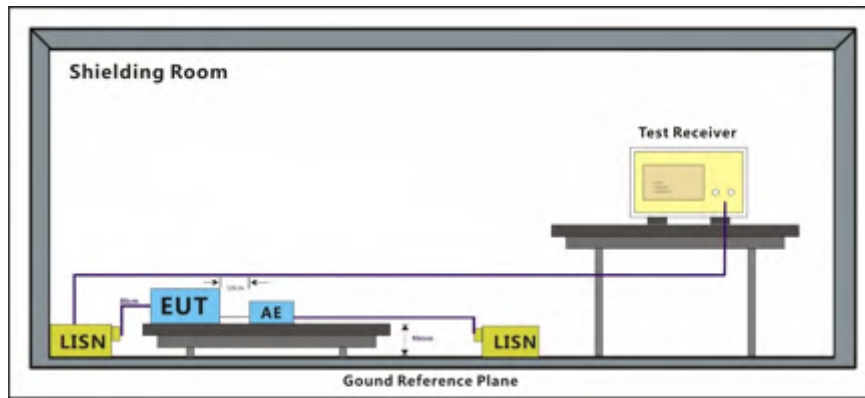 Shielding Room
Test Receiver
EUT
AE
LISN
LISN
Gound Reference Plane